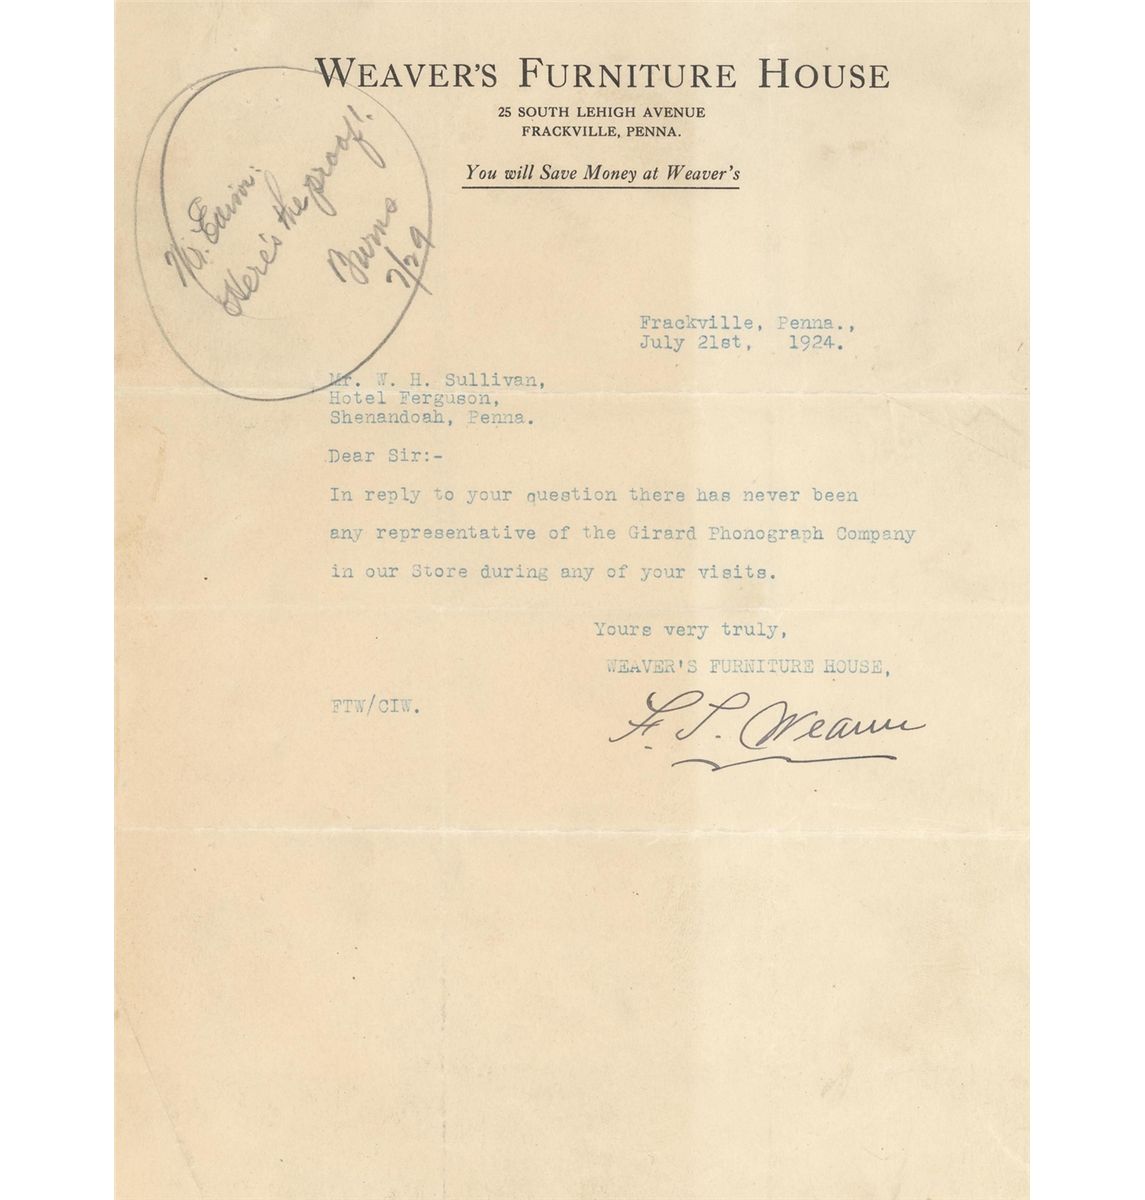 WEAVER'S FURNITURE HOUSE
25 SOUTH LEHIGH AVENUE
FRACKVILLE, PENNA.
You will Save Money at Weaver's
Mr. Edison:
Here's the proof!
Burns
7/29
Frackville, Penna.,
July 21st, 1924.
Mr. W. H. Sullivan,
Hotel Ferguson,
Shenandoah, Penna.
Dear Sir:-
In reply to your question there has never been
any representative of the Girard Phonograph Company
in our Store during any of your visits.
Yours very truly,
WEAVER'S FURNITURE HOUSE,
FTW/CIW.
F. T. Weaver